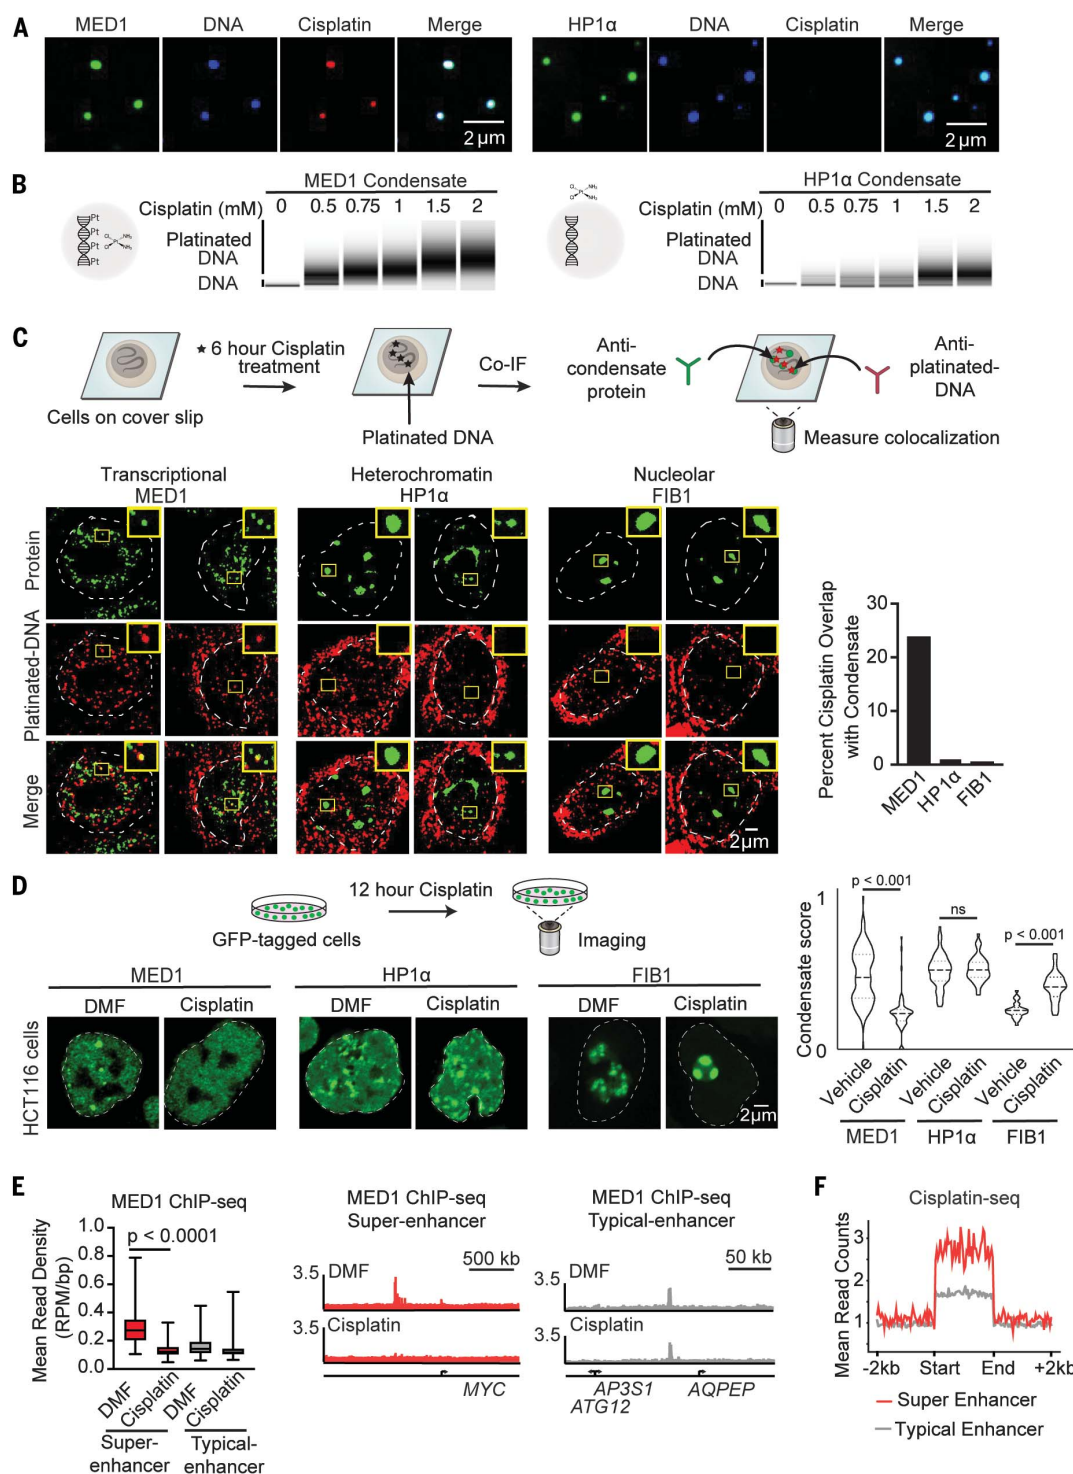 A
MED1 DNA Cisplatin Merge
HP1α DNA Cisplatin Merge
2 μm
2 μm
B
MED1 Condensate
Cisplatin (mM) 0 0.5 0.75 1 1.5 2
Platinated
DNA
DNA
HP1α Condensate
Cisplatin (mM) 0 0.5 0.75 1 1.5 2
Platinated
DNA
DNA
Pt
Pt
Pt
Pt
C
Cells on cover slip
★ 6 hour Cisplatin
treatment
Platinated DNA
Co-IF
Anti-
condensate
protein
Anti-
platinated-
DNA
Measure colocalization
Transcriptional
MED1
Heterochromatin
HP1α
Nucleolar
FIB1
Protein
Platinated-DNA
Merge
2μm
Percent Cisplatin Overlap
with Condensate
30
20
10
0
MED1
HP1α
FIB1
D
12 hour Cisplatin
GFP-tagged cells
Imaging
MED1
HP1α
FIB1
DMF Cisplatin
DMF Cisplatin
DMF Cisplatin
HCT116 cells
2μm
Condensate score
1
0
p < 0.001
ns
p < 0.001
Vehicle
Cisplatin
Vehicle
Cisplatin
Vehicle
Cisplatin
MED1
HP1α
FIB1
E
MED1 ChIP-seq
Mean Read Density
(RPM/bp)
1.0
0.8
0.6
0.4
0.2
0.0
p < 0.0001
DMF
Cisplatin
DMF
Cisplatin
Super-
enhancer
Typical-
enhancer
MED1 ChIP-seq
Super-enhancer
500 kb
3.5
DMF
3.5
Cisplatin
MYC
MED1 ChIP-seq
Typical-enhancer
50 kb
3.5
DMF
3.5
Cisplatin
AP3S1
ATG12
AQPEP
F
Cisplatin-seq
Mean Read Counts
3
2
1
-2kb Start End +2kb
Super Enhancer
Typical Enhancer